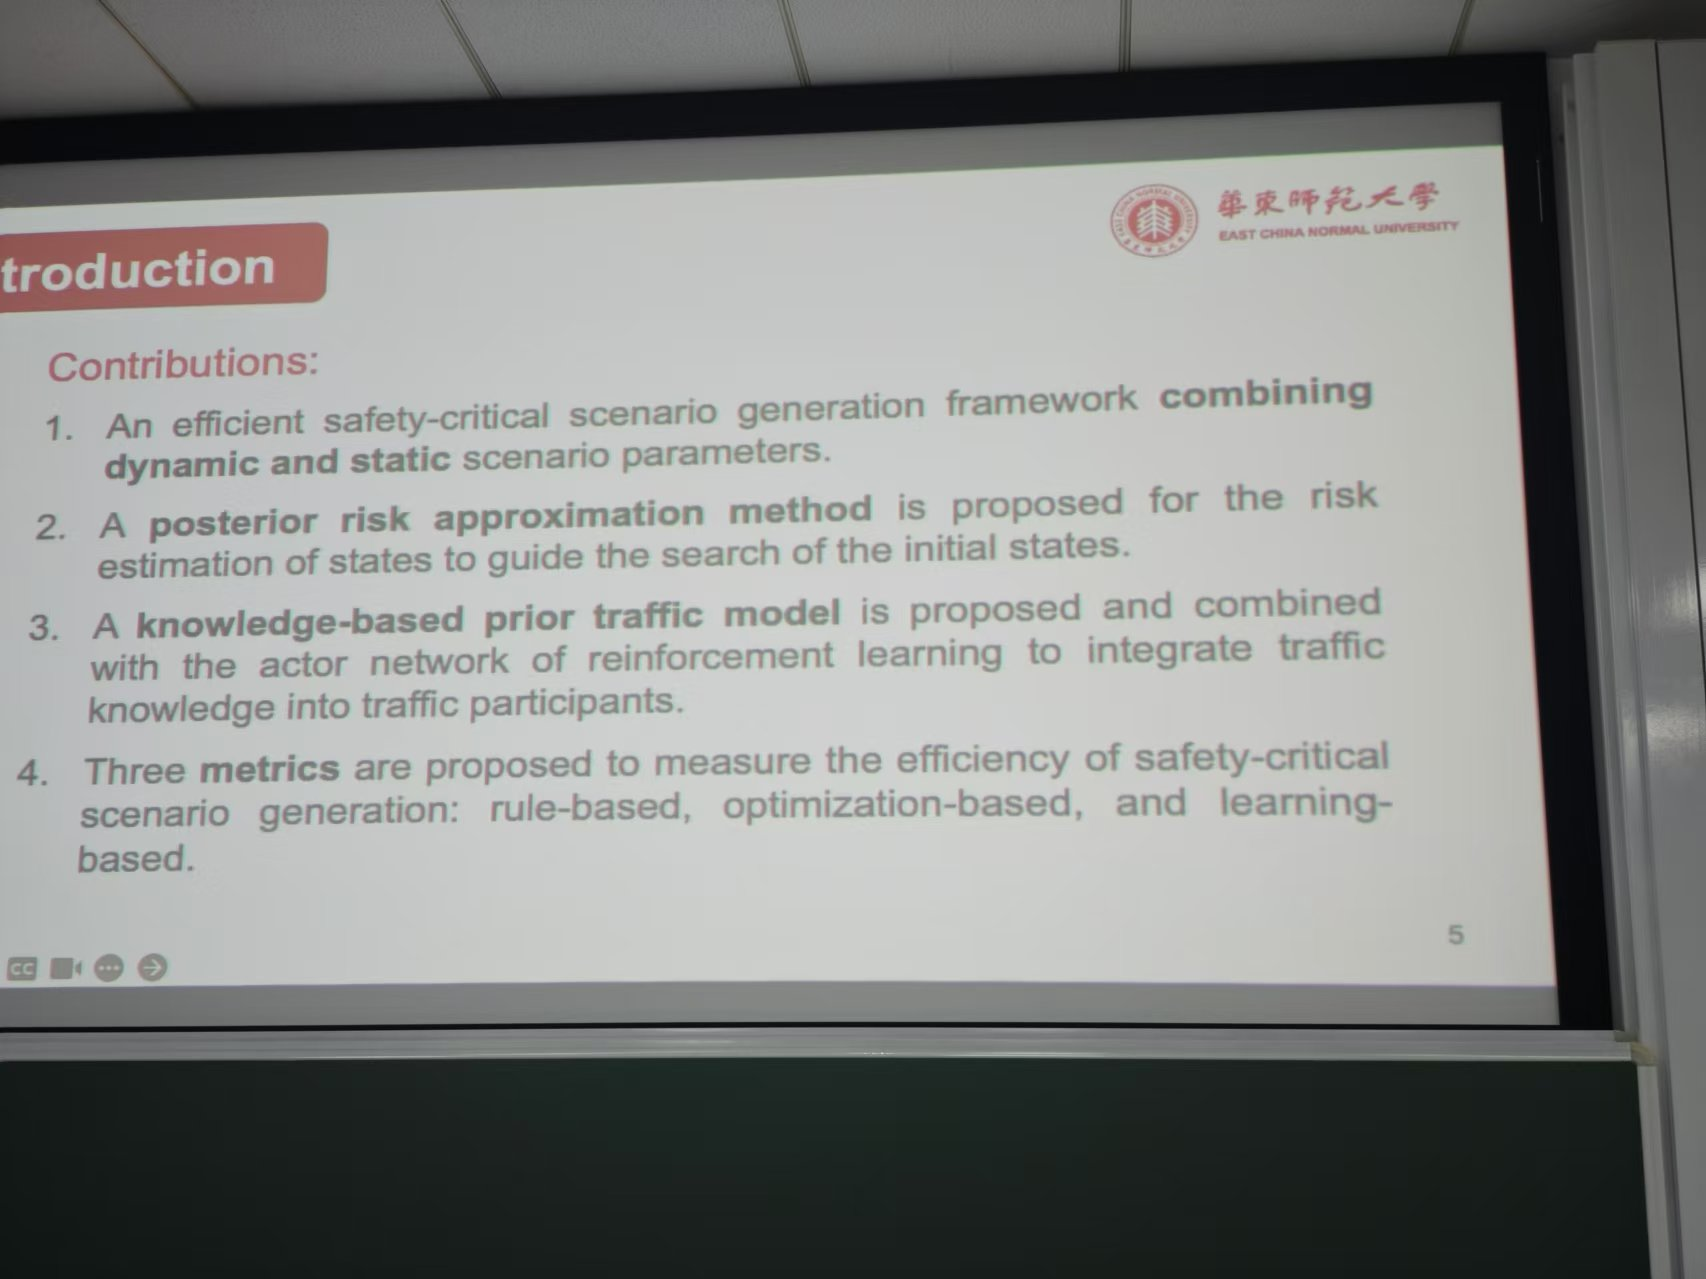 華東師範大學
EAST CHINA NORMAL UNIVERSITY
troduction
Contributions:
1. An efficient safety-critical scenario generation framework combining
dynamic and static scenario parameters.
2. A posterior risk approximation method is proposed for the risk
estimation of states to guide the search of the initial states.
3. A knowledge-based prior traffic model is proposed and combined
with the actor network of reinforcement learning to integrate traffic
knowledge into traffic participants.
4. Three metrics are proposed to measure the efficiency of safety-critical
scenario generation: rule-based, optimization-based, and learning-
based.
5
CC